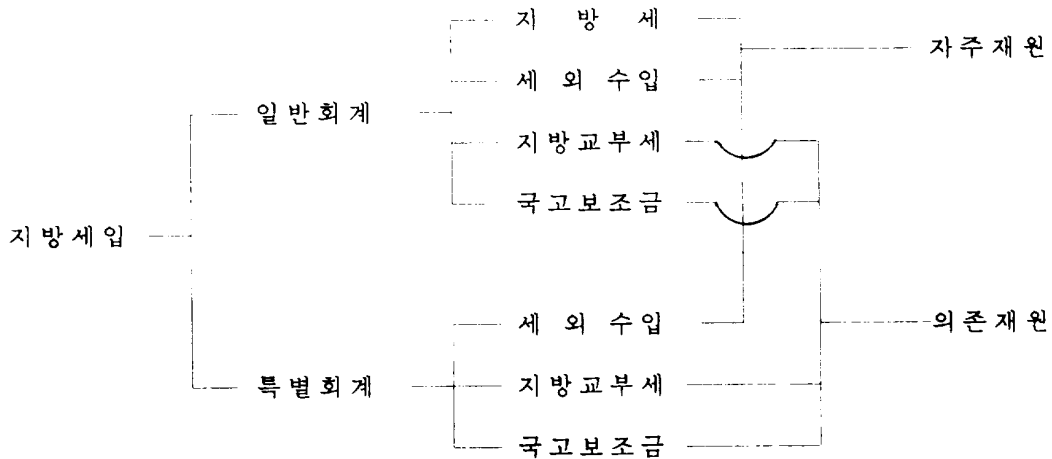 지 방 세
자주재원
세 외 수입
일반회계
지방교부세
국고보조금
지방세입
세 외 수입
의존재원
특별회계
지방교부세
국고보조금